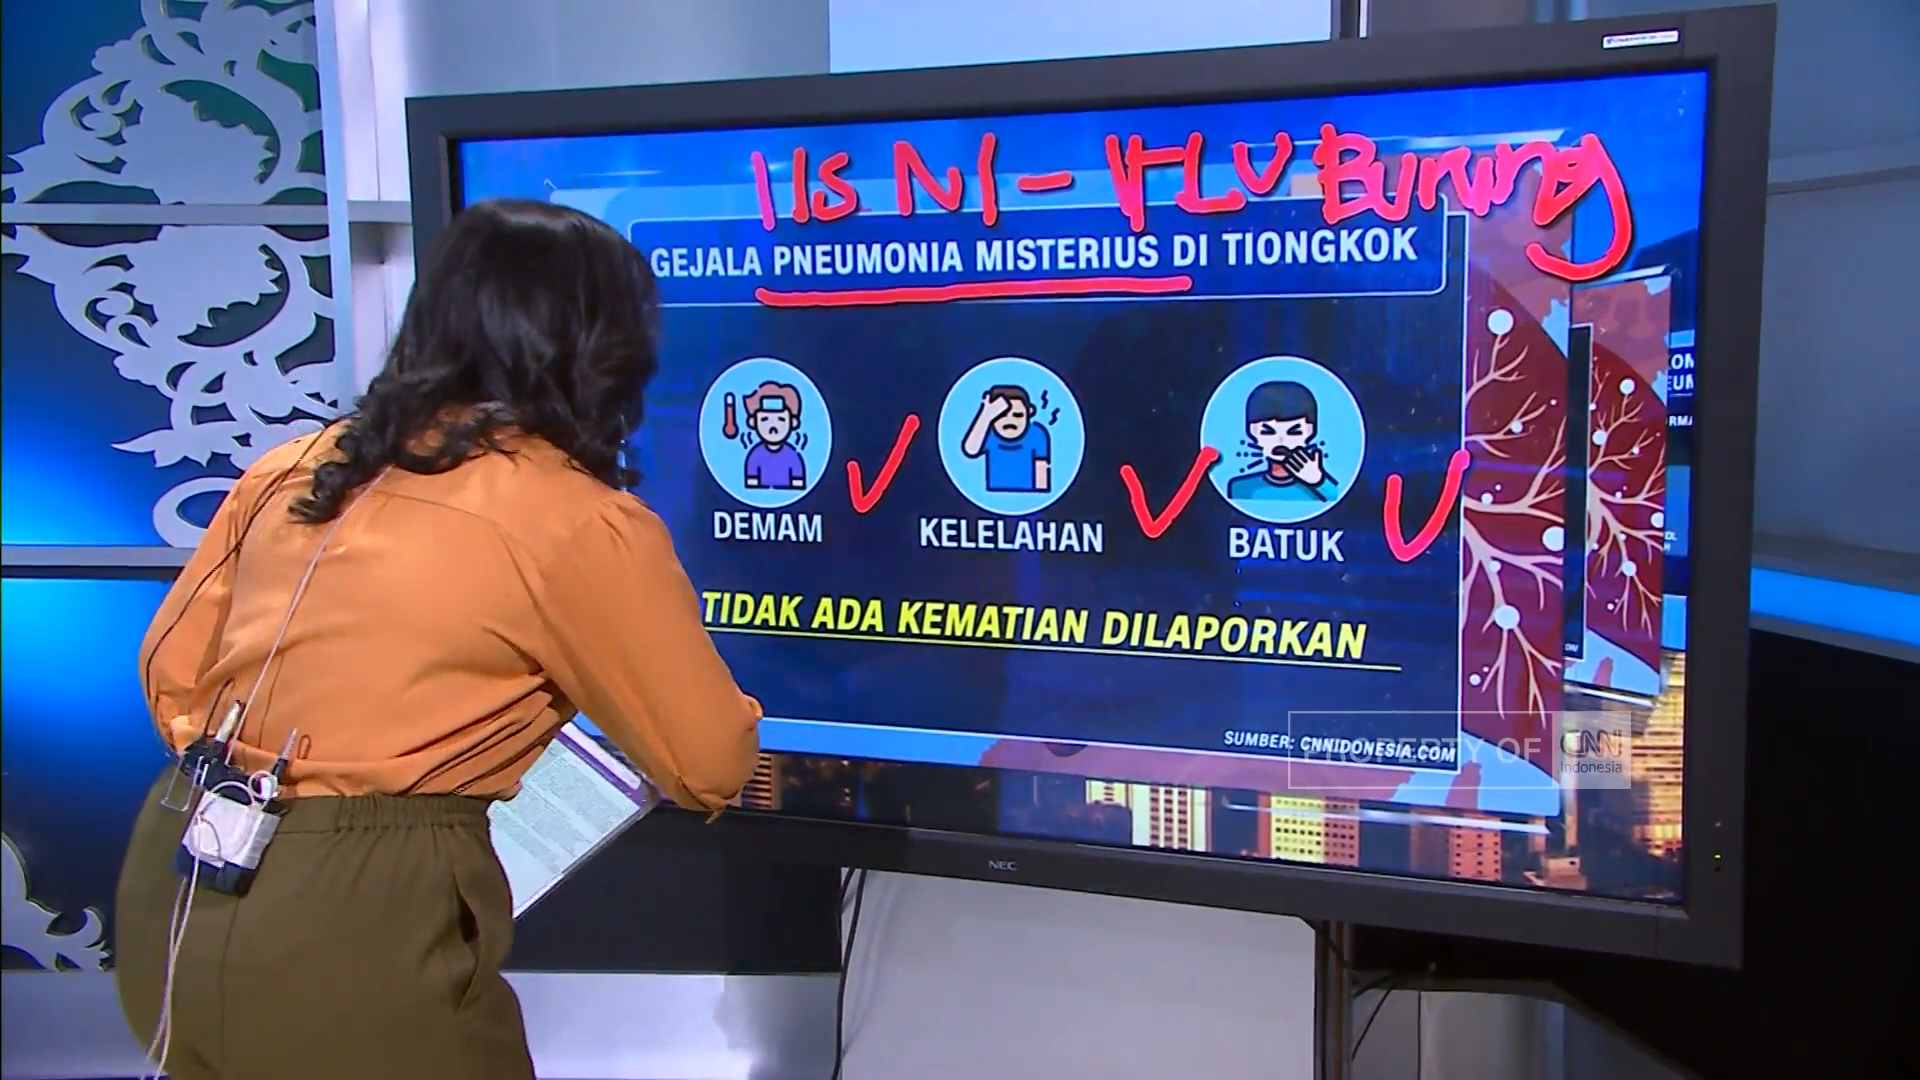 H5N1 - FLU Burung
GEJALA PNEUMONIA MISTERIUS DI TIONGKOK
DEMAM
KELELAHAN
BATUK
TIDAK ADA KEMATIAN DILAPORKAN
SUMBER: CNNIDONESIA.COM
PROPERTY OF CNN Indonesia
NEC